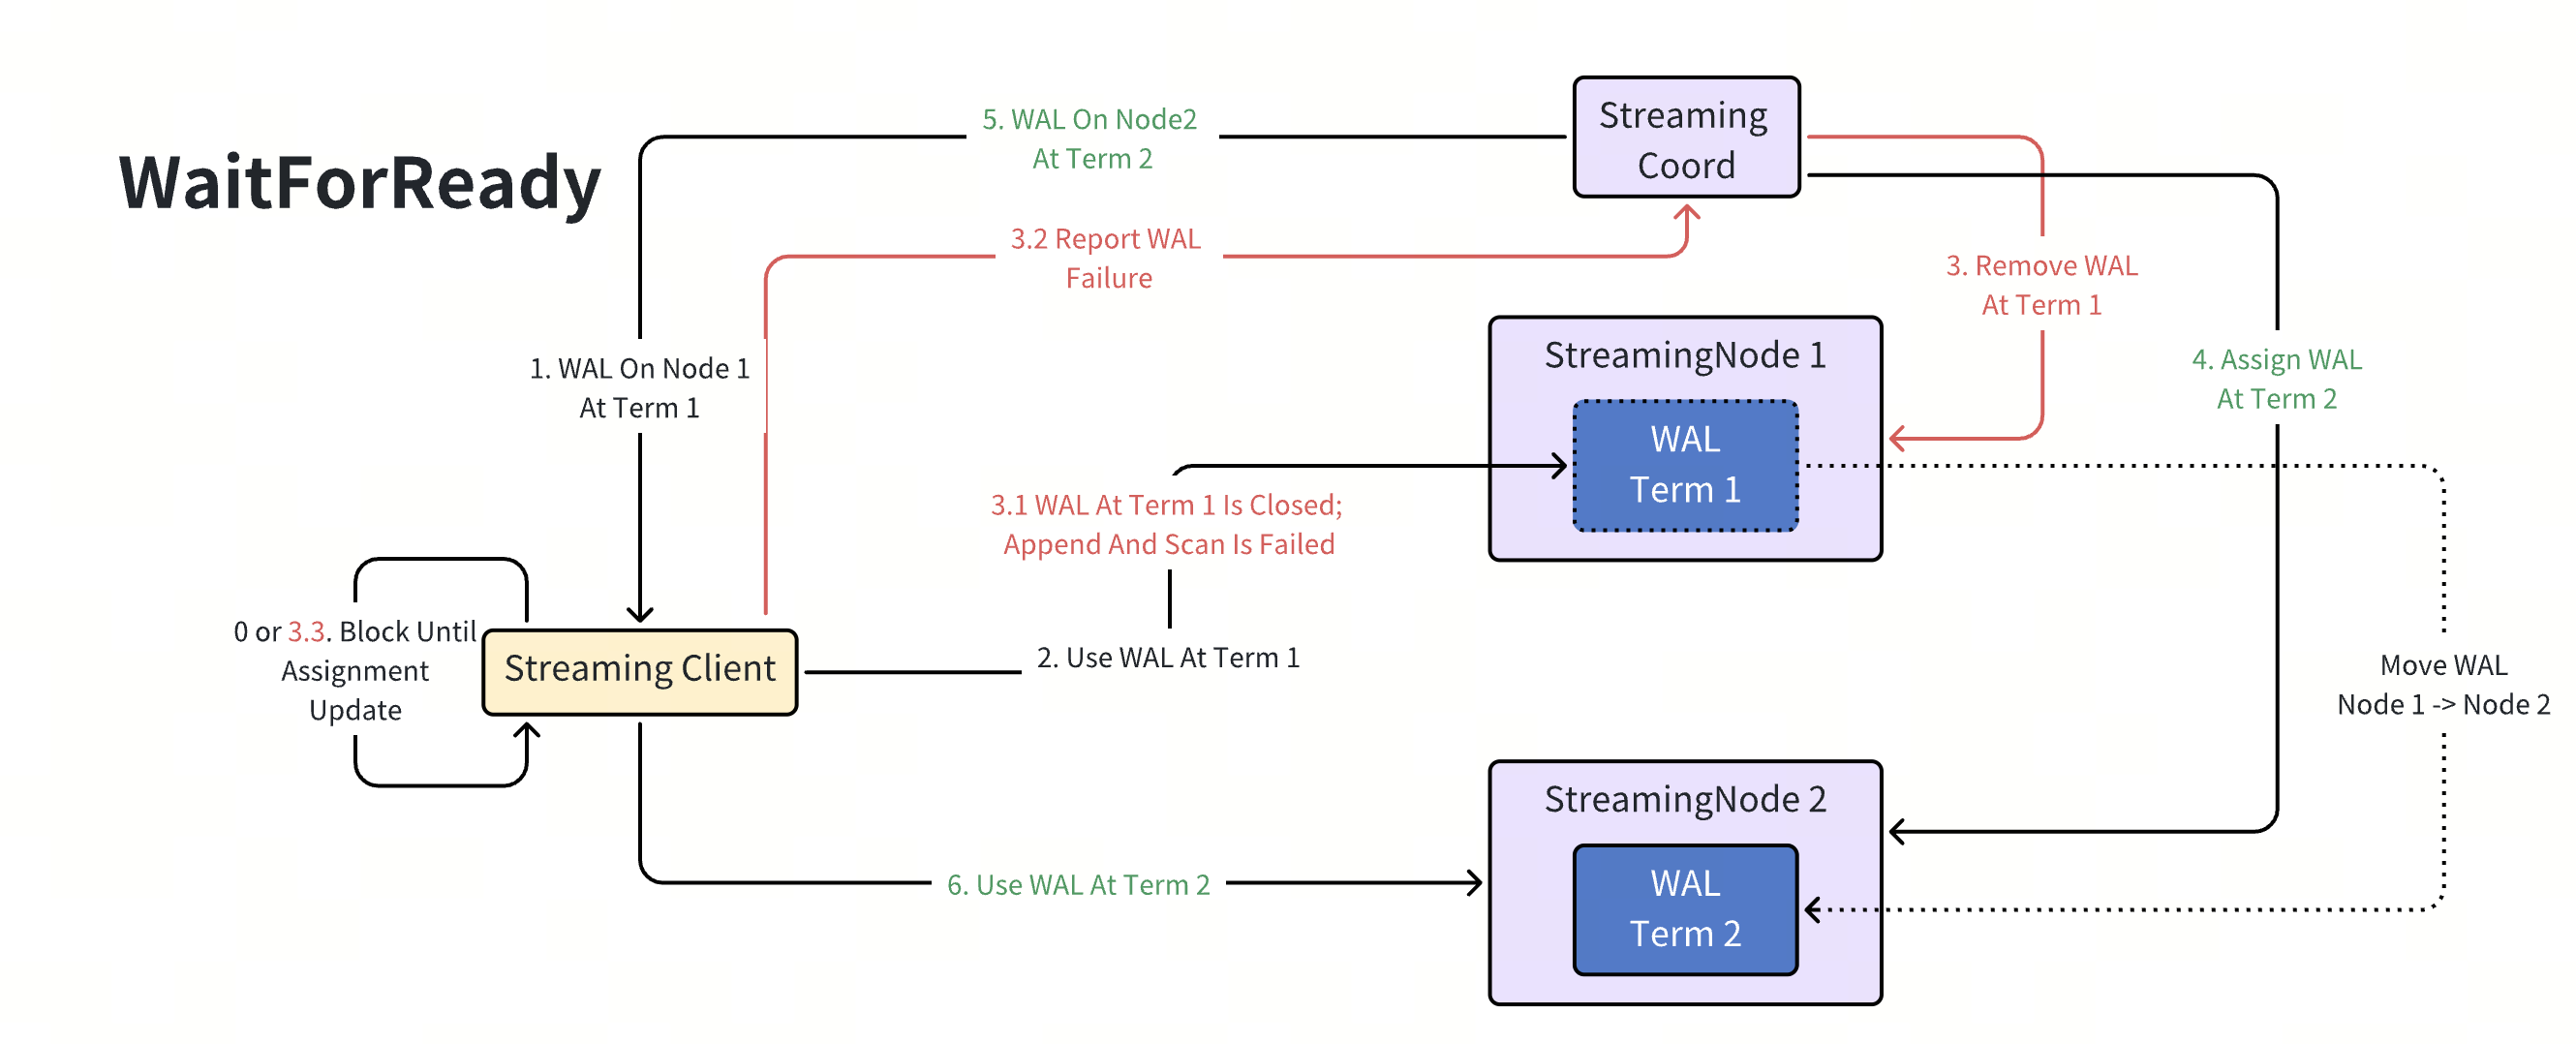 WaitForReady
5. WAL On Node2
At Term 2
Streaming
Coord
3.2 Report WAL
Failure
3. Remove WAL
At Term 1
1. WAL On Node 1
At Term 1
StreamingNode 1
WAL
Term 1
4. Assign WAL
At Term 2
3.1 WAL At Term 1 Is Closed;
Append And Scan Is Failed
0 or 3.3. Block Until
Assignment
Update
Streaming Client
2. Use WAL At Term 1
Move WAL
Node 1 -> Node 2
StreamingNode 2
WAL
Term 2
6. Use WAL At Term 2